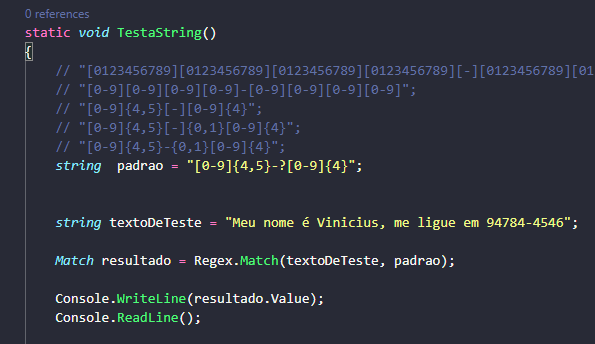 0 references
static void TestaString()
{
// "[0123456789][0123456789][0123456789][0123456789][-][0123456789][01
// "[0-9][0-9][0-9][0-9]-[0-9][0-9][0-9][0-9]";
// "[0-9]{4,5}[-][0-9]{4}";
// "[0-9]{4,5}[-]{0,1}[0-9]{4}";
// "[0-9]{4,5}-{0,1}[0-9]{4}";
string  padrao = "[0-9]{4,5}-?[0-9]{4}";
string textoDeTeste = "Meu nome é Vinicius, me ligue em 94784-4546";
Match resultado = Regex.Match(textoDeTeste, padrao);
Console.WriteLine(resultado.Value);
Console.ReadLine();